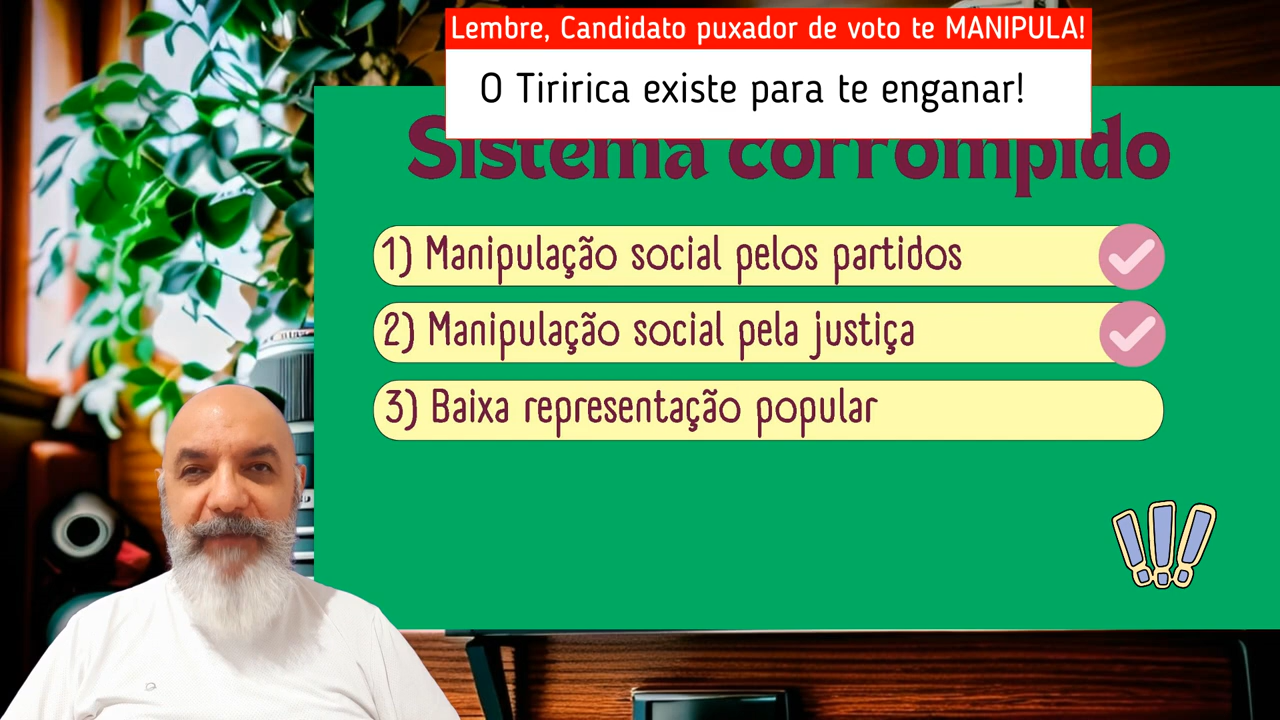 Lembre, Candidato puxador de voto te MANIPULA!
O Tiririca existe para te enganar!
Sistema corrompido
1) Manipulação social pelos partidos
2) Manipulação social pela justiça
3) Baixa representação popular